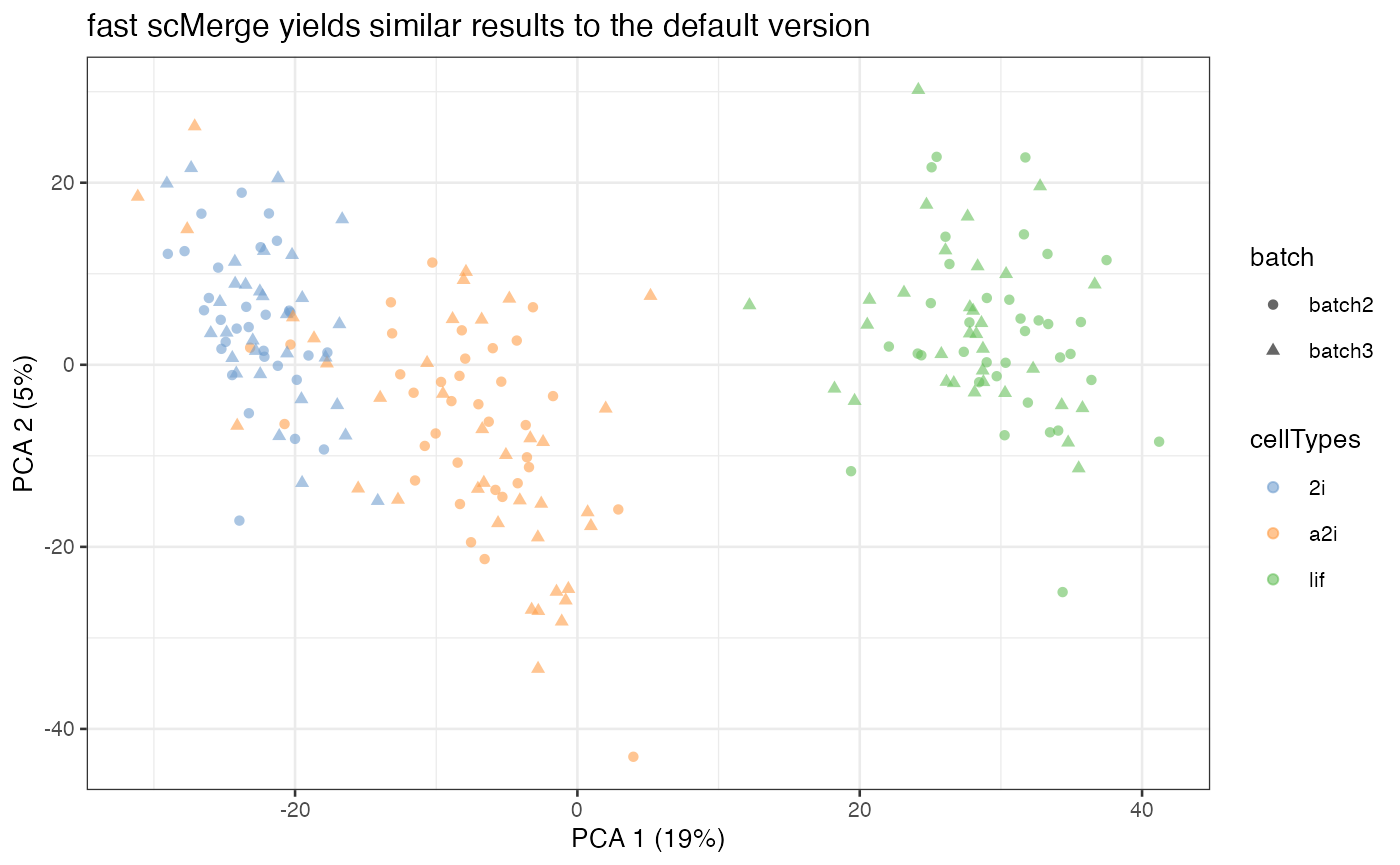 fast scMerge yields similar results to the default version
PCA 2 (5%)
20
0
-20
-40
-20
0
20
40
PCA 1 (19%)
batch
batch2
batch3
cellTypes
2i
a2i
lif